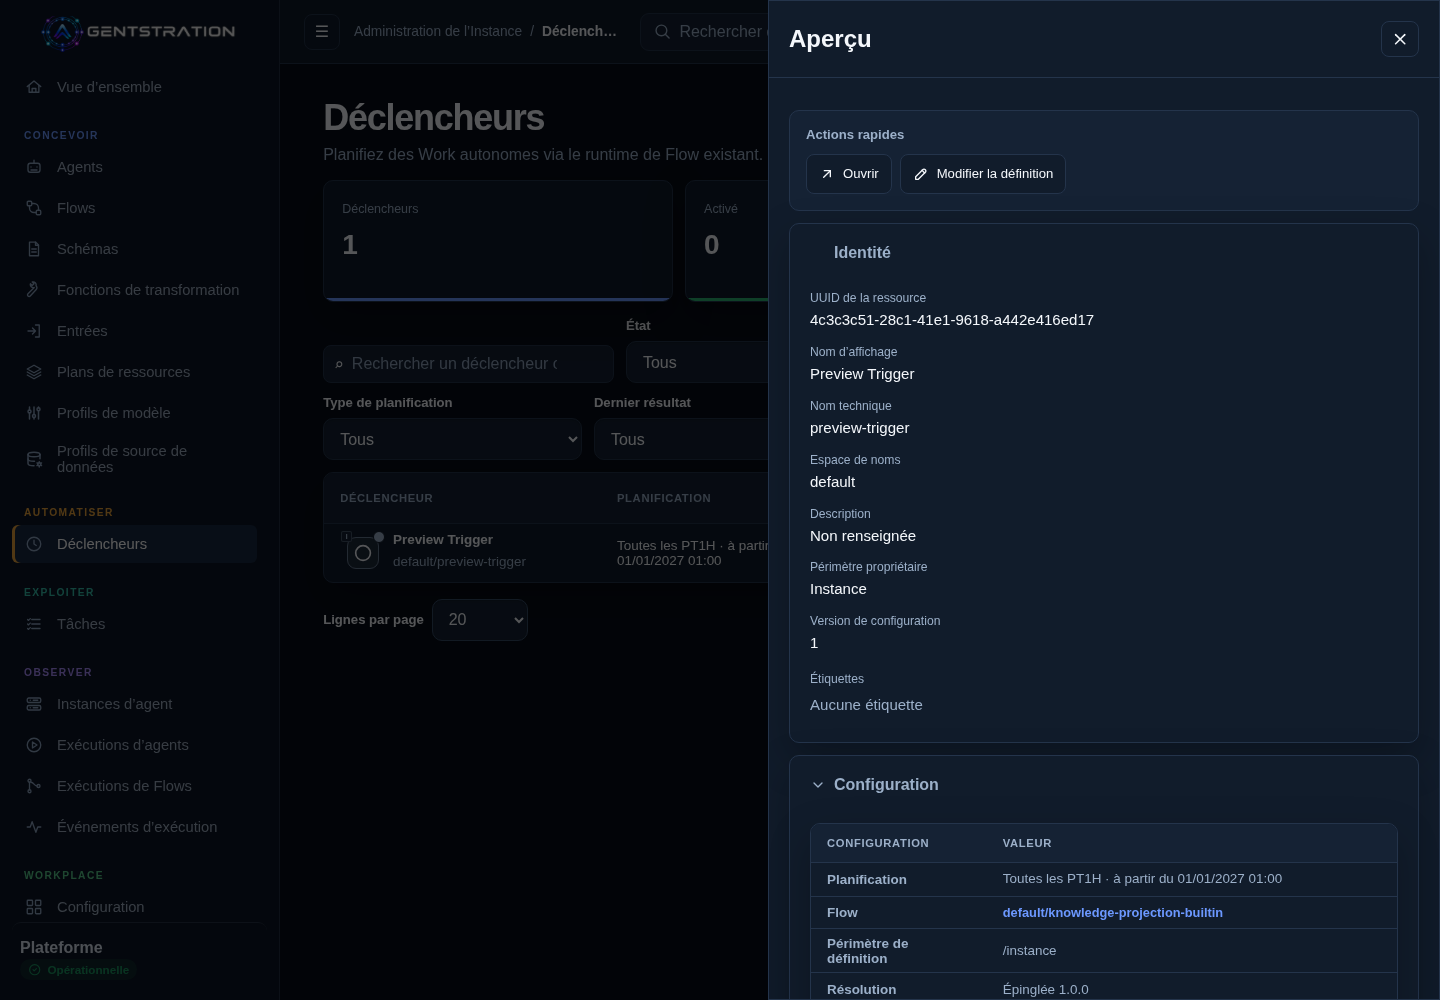 GENTSTRATION
Vue d’ensemble
CONCEVOIR
Agents
Flows
Schémas
Fonctions de transformation
Entrées
Plans de ressources
Profils de modèle
Profils de source de
données
AUTOMATISER
Déclencheurs
EXPLOITER
Tâches
OBSERVER
Instances d’agent
Exécutions d’agents
Exécutions de Flows
Événements d’exécution
WORKPLACE
Configuration
Plateforme
Opérationnelle
Administration de l’Instance / Déclench…
Rechercher
Déclencheurs
Planifiez des Work autonomes via le runtime de Flow existant.
Déclencheurs
1
Activé
0
Rechercher un déclencheur
État
Tous
Type de planification
Tous
Dernier résultat
Tous
DÉCLENCHEUR PLANIFICATION
Preview Trigger
default/preview-trigger
Toutes les PT1H · à partir
01/01/2027 01:00
Lignes par page 20
Aperçu
Actions rapides
Ouvrir
Modifier la définition
Identité
UUID de la ressource
4c3c3c51-28c1-41e1-9618-a442e416ed17
Nom d’affichage
Preview Trigger
Nom technique
preview-trigger
Espace de noms
default
Description
Non renseignée
Périmètre propriétaire
Instance
Version de configuration
1
Étiquettes
Aucune étiquette
Configuration
CONFIGURATION VALEUR
Planification Toutes les PT1H · à partir du 01/01/2027 01:00
Flow default/knowledge-projection-builtin
Périmètre de
définition
/instance
Résolution Épinglée 1.0.0